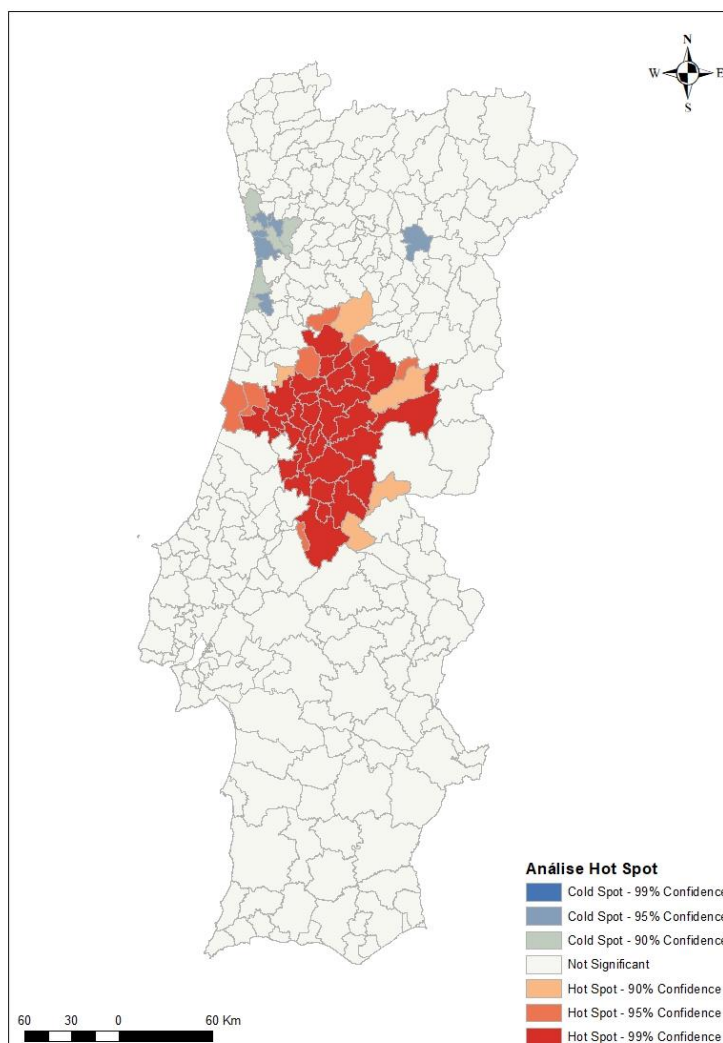 N
W E
S
Análise Hot Spot
Cold Spot - 99% Confidence
Cold Spot - 95% Confidence
Cold Spot - 90% Confidence
Not Significant
Hot Spot - 90% Confidence
Hot Spot - 95% Confidence
Hot Spot - 99% Confidence
60 30 0 60 Km